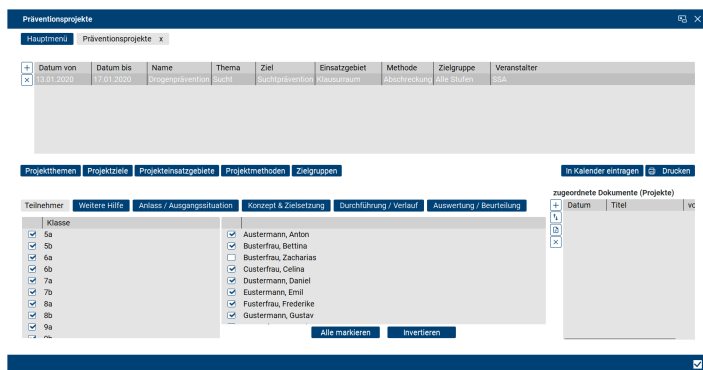 Präventionsprojekte
Hauptmenü Präventionsprojekte x
Datum von Datum bis Name Thema Ziel Einsatzgebiet Methode Zielgruppe Veranstalter
13.01.2020 17.01.2020 Drogenprävention Sucht Suchtprävention Klausurraum Abschreckung Alle Stufen SSA
Projektthemen Projektziele Projekteinsatzgebiete Projektmethoden Zielgruppen In Kalender eintragen Drucken
zugeordnete Dokumente (Projekte)
Teilnehmer Weitere Hilfe Anlass / Ausgangssituation Konzept & Zielsetzung Durchführung / Verlauf Auswertung / Beurteilung Datum Titel vo
Klasse
5a Austermann, Anton
5b Busterfrau, Bettina
6a Busterfrau, Zacharias
6b Custerfrau, Celina
7a Dustermann, Daniel
7b Eustermann, Emil
8a Fusterfrau, Frederike
8b Gustermann, Gustav
9a
Alle markieren Invertieren